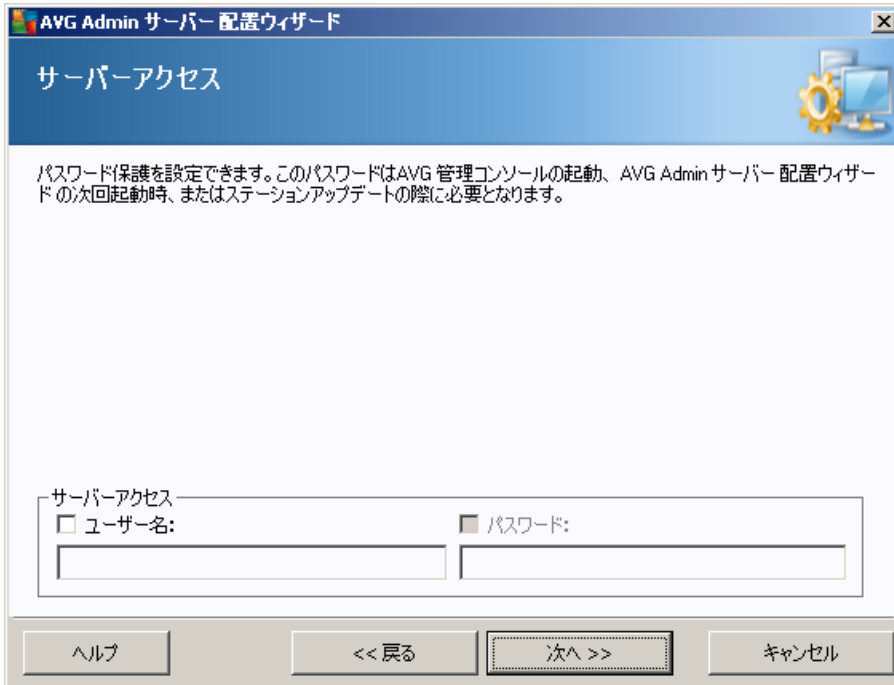 AVG Admin サーバー 配置ウィザード
サーバーアクセス
パスワード保護を設定できます。このパスワードはAVG 管理コンソールの起動、AVG Admin サーバー 配置ウィザー
ド の次回起動時、またはステーションアップデートの際に必要となります。
サーバーアクセス
ユーザー名:
パスワード:
ヘルプ
<< 戻る
次へ >>
キャンセル